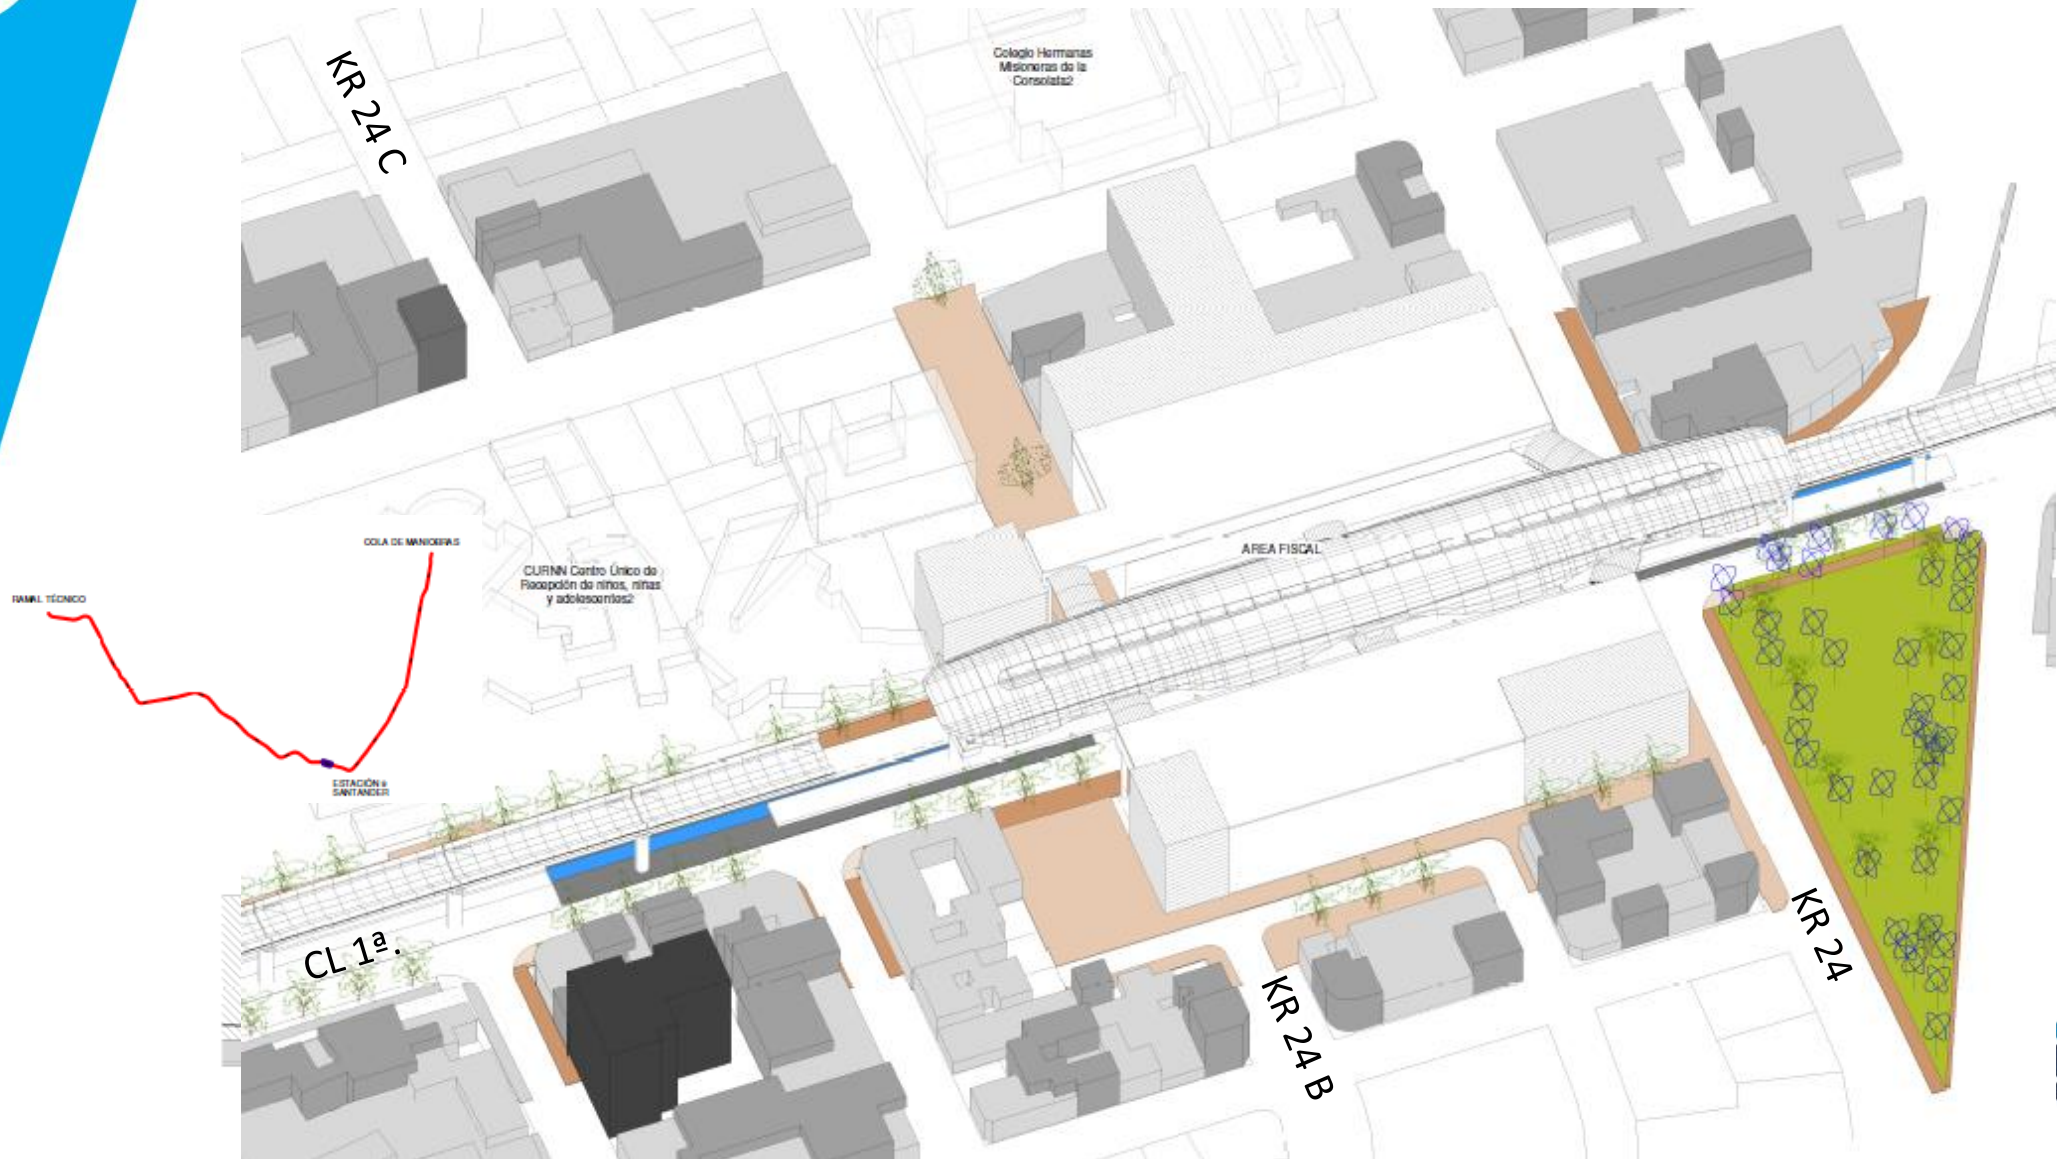 KR 24 C
Colegio Hermanas
Misioneras de la
Consolata2
COLA DE MANIOBRAS
RAMAL TÉCNICO
CURNN Centro Único de
Recepción de niños, niñas
y adolescentes2
AREA FISCAL
ESTACIÓN 9
SANTANDER
CL 1ª.
KR 24
KR 24 B